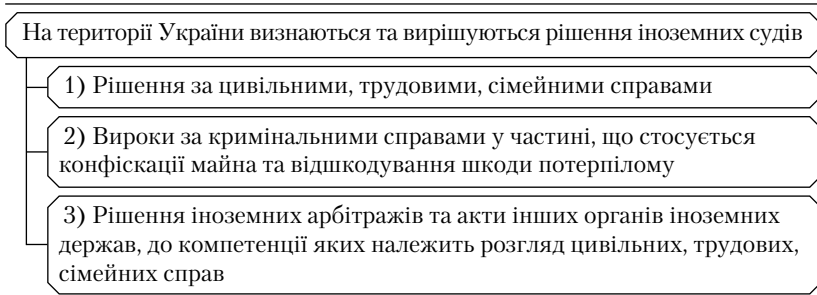 На території України визнаються та вирішуються рішення іноземних судів
1) Рішення за цивільними, трудовими, сімейними справами
2) Вироки за кримінальними справами у частині, що стосується
конфіскації майна та відшкодування шкоди потерпілому
3) Рішення іноземних арбітражів та акти інших органів іноземних
держав, до компетенції яких належить розгляд цивільних, трудових,
сімейних справ